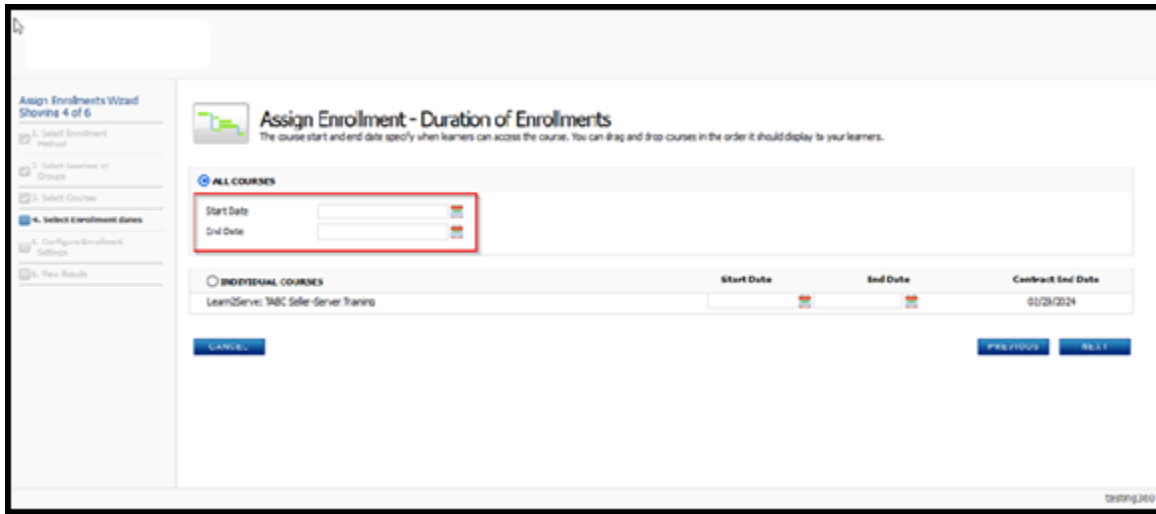 Assign Enrollments Wizard
Showing 4 of 6
1. Select Enrollment
Method
2. Select Learners or
Groups
3. Select Courses
4. Select Enrollment dates
5. Configure Enrollment
Settings
6. View Results
Assign Enrollment - Duration of Enrollments
The course start and end date specify when learners can access the course. You can drag and drop courses in the order it should display to your learners.
ALL COURSES
Start Date
End Date
INDIVIDUAL COURSES Start Date End Date Contract End Date
Learn2Serve: TABC Seller-Server Training
CANCEL PREVIOUS NEXT
testing360